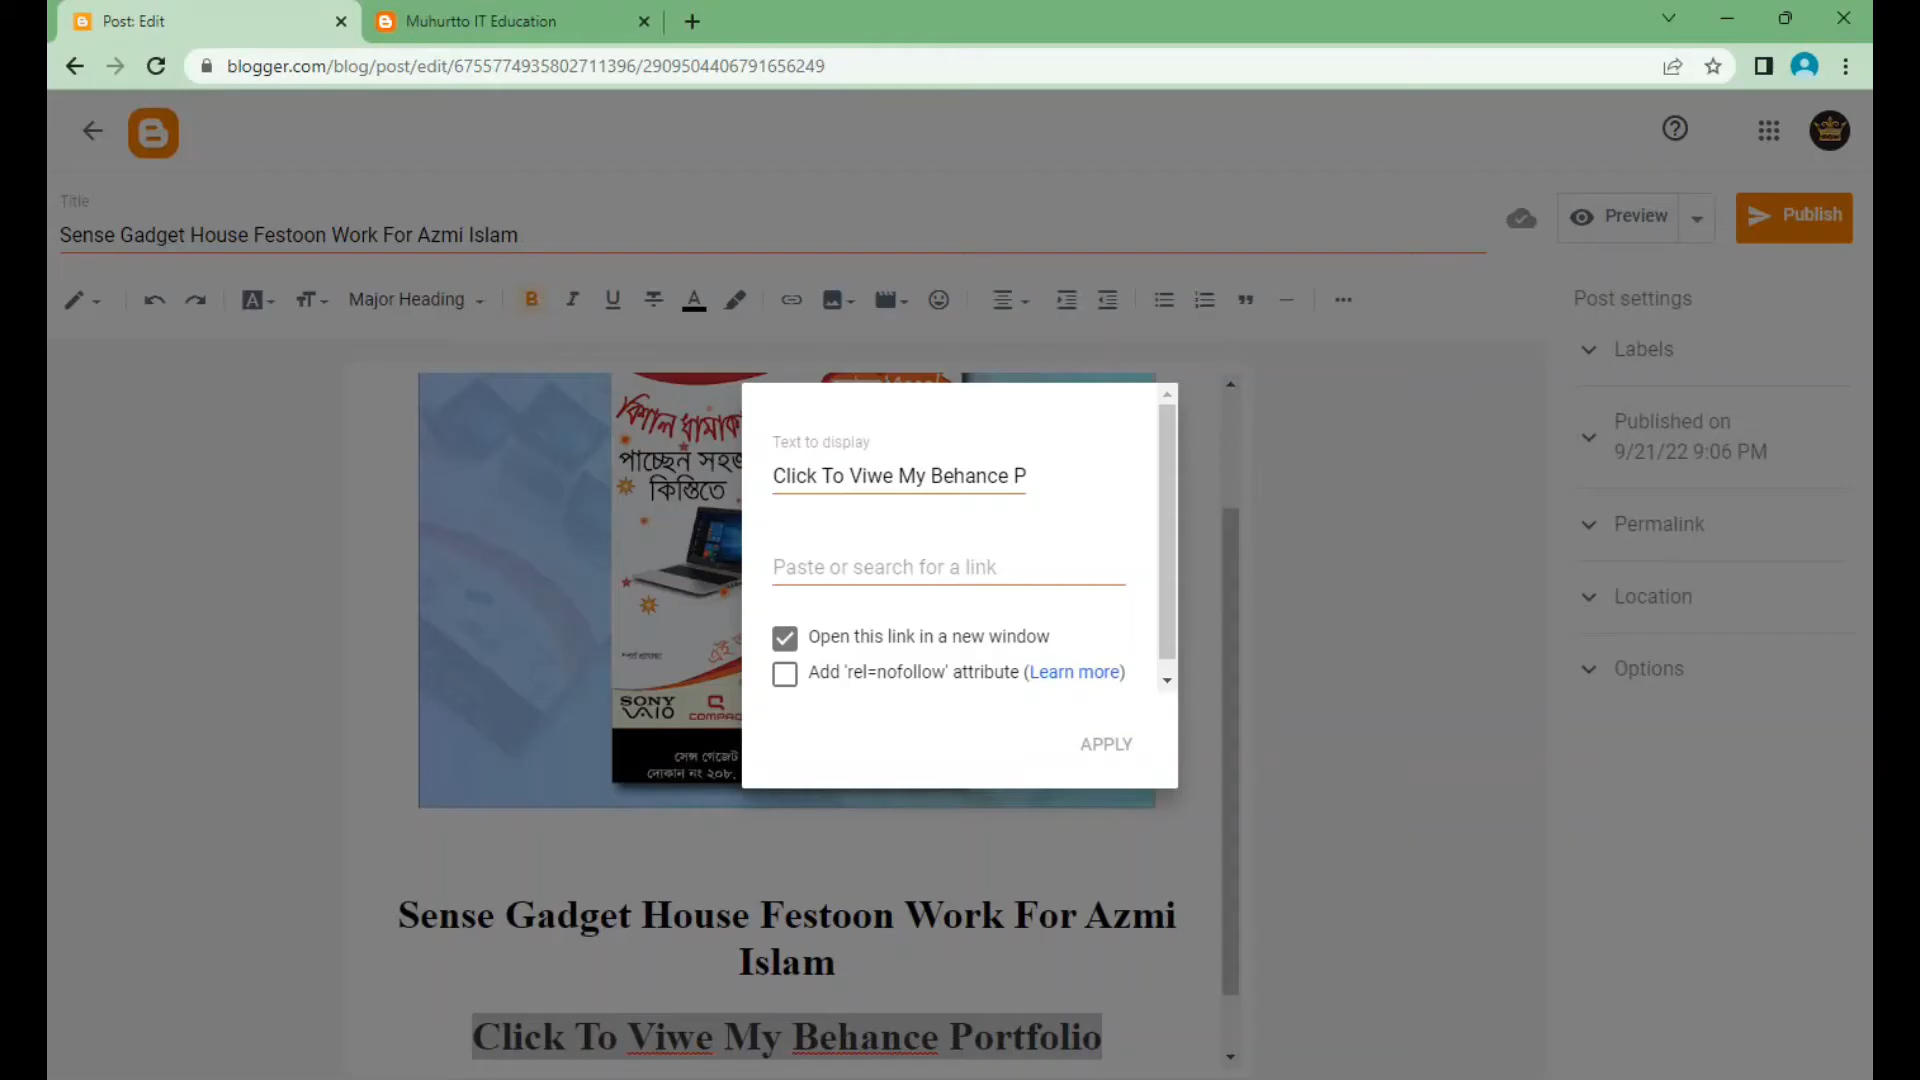 Post: Edit
Muhurtto IT Education
blogger.com/blog/post/edit/6755774935802711396/2909504406791656249
Title
Sense Gadget House Festoon Work For Azmi Islam
Preview
Publish
Major Heading
Post settings
Labels
Published on
9/21/22 9:06 PM
Permalink
Location
Options
বিশাল
পাচ্ছেন
কিস্তিতে
SONY
VAIO
সেন্স গেজেট
দোকান নং ২০৮,
Text to display
Click To Viwe My Behance P
Paste or search for a link
Open this link in a new window
Add 'rel=nofollow' attribute (Learn more)
APPLY
Sense Gadget House Festoon Work For Azmi
Islam
Click To Viwe My Behance Portfolio